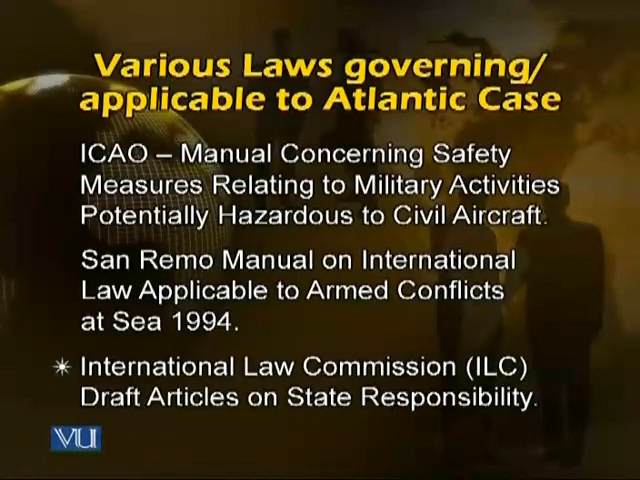 Various Laws governing/
applicable to Atlantic Case
ICAO – Manual Concerning Safety
Measures Relating to Military Activities
Potentially Hazardous to Civil Aircraft.
San Remo Manual on International
Law Applicable to Armed Conflicts
at Sea 1994.
International Law Commission (ILC)
Draft Articles on State Responsibility.
VU